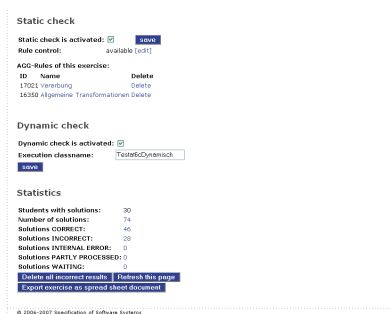 Static check
Static check is activated: save
Rule control: available [edit]
AGG-Rules of this exercise:
ID Name Delete
17021 Vererbung Delete
16350 Allgemeine Transformationen Delete
Dynamic check
Dynamic check is activated:
Execution classname: Testat6cDynamisch
save
Statistics
Students with solutions: 30
Number of solutions: 74
Solutions CORRECT: 46
Solutions INCORRECT: 28
Solutions INTERNAL ERROR: 0
Solutions PARTLY PROCESSED: 0
Solutions WAITING: 0
Delete all incorrect results Refresh this page
Export exercise as spread sheet document
© 2006-2007 Specification of Software Systems